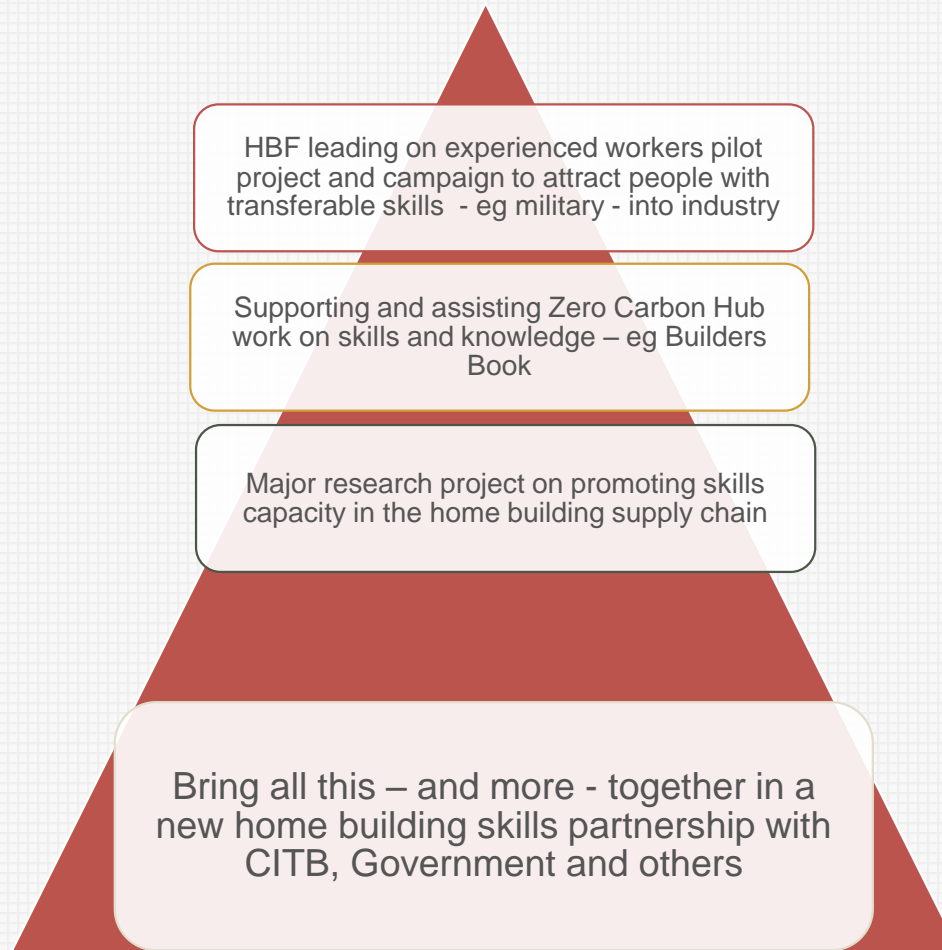 HBF leading on experienced workers pilot
project and campaign to attract people with
transferable skills  - eg military - into industry
Supporting and assisting Zero Carbon Hub
work on skills and knowledge – eg Builders
Book
Major research project on promoting skills
capacity in the home building supply chain
Bring all this – and more - together in a
new home building skills partnership with
CITB, Government and others